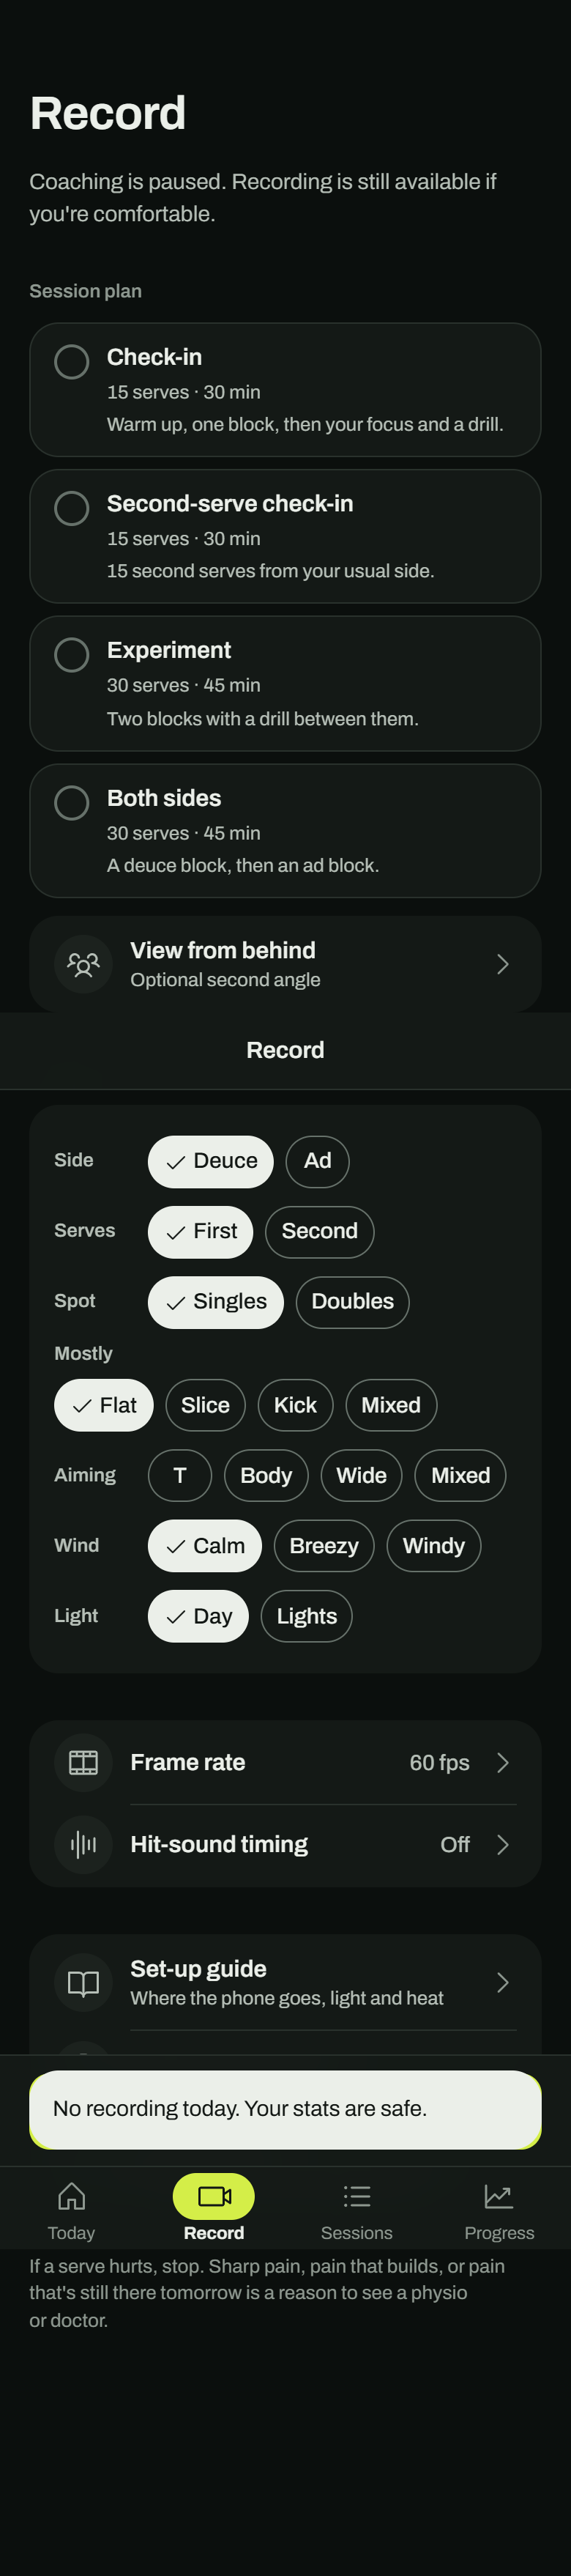 Record
Coaching is paused. Recording is still available if
you're comfortable.
Session plan
Check-in
15 serves · 30 min
Warm up, one block, then your focus and a drill.
Second-serve check-in
15 serves · 30 min
15 second serves from your usual side.
Experiment
30 serves · 45 min
Two blocks with a drill between them.
Both sides
30 serves · 45 min
A deuce block, then an ad block.
View from behind
Optional second angle
Record
Side Deuce Ad
Serves First Second
Spot Singles Doubles
Mostly
Flat Slice Kick Mixed
Aiming T Body Wide Mixed
Wind Calm Breezy Windy
Light Day Lights
Frame rate 60 fps
Hit-sound timing Off
Set-up guide
Where the phone goes, light and heat
No recording today. Your stats are safe.
Today Record Sessions Progress
If a serve hurts, stop. Sharp pain, pain that builds, or pain
that's still there tomorrow is a reason to see a physio
or doctor.